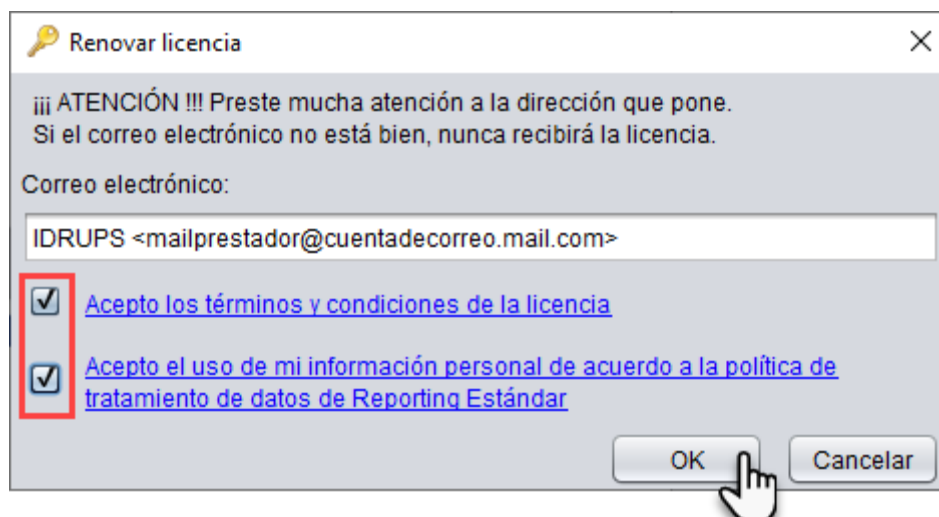 Renovar licencia
¡¡¡ ATENCIÓN !!! Preste mucha atención a la dirección que pone.
Si el correo electrónico no está bien, nunca recibirá la licencia.
Correo electrónico:
IDRUPS <mailprestador@cuentadecorreo.mail.com>
Acepto los términos y condiciones de la licencia
Acepto el uso de mi información personal de acuerdo a la política de
tratamiento de datos de Reporting Estándar
OK
Cancelar